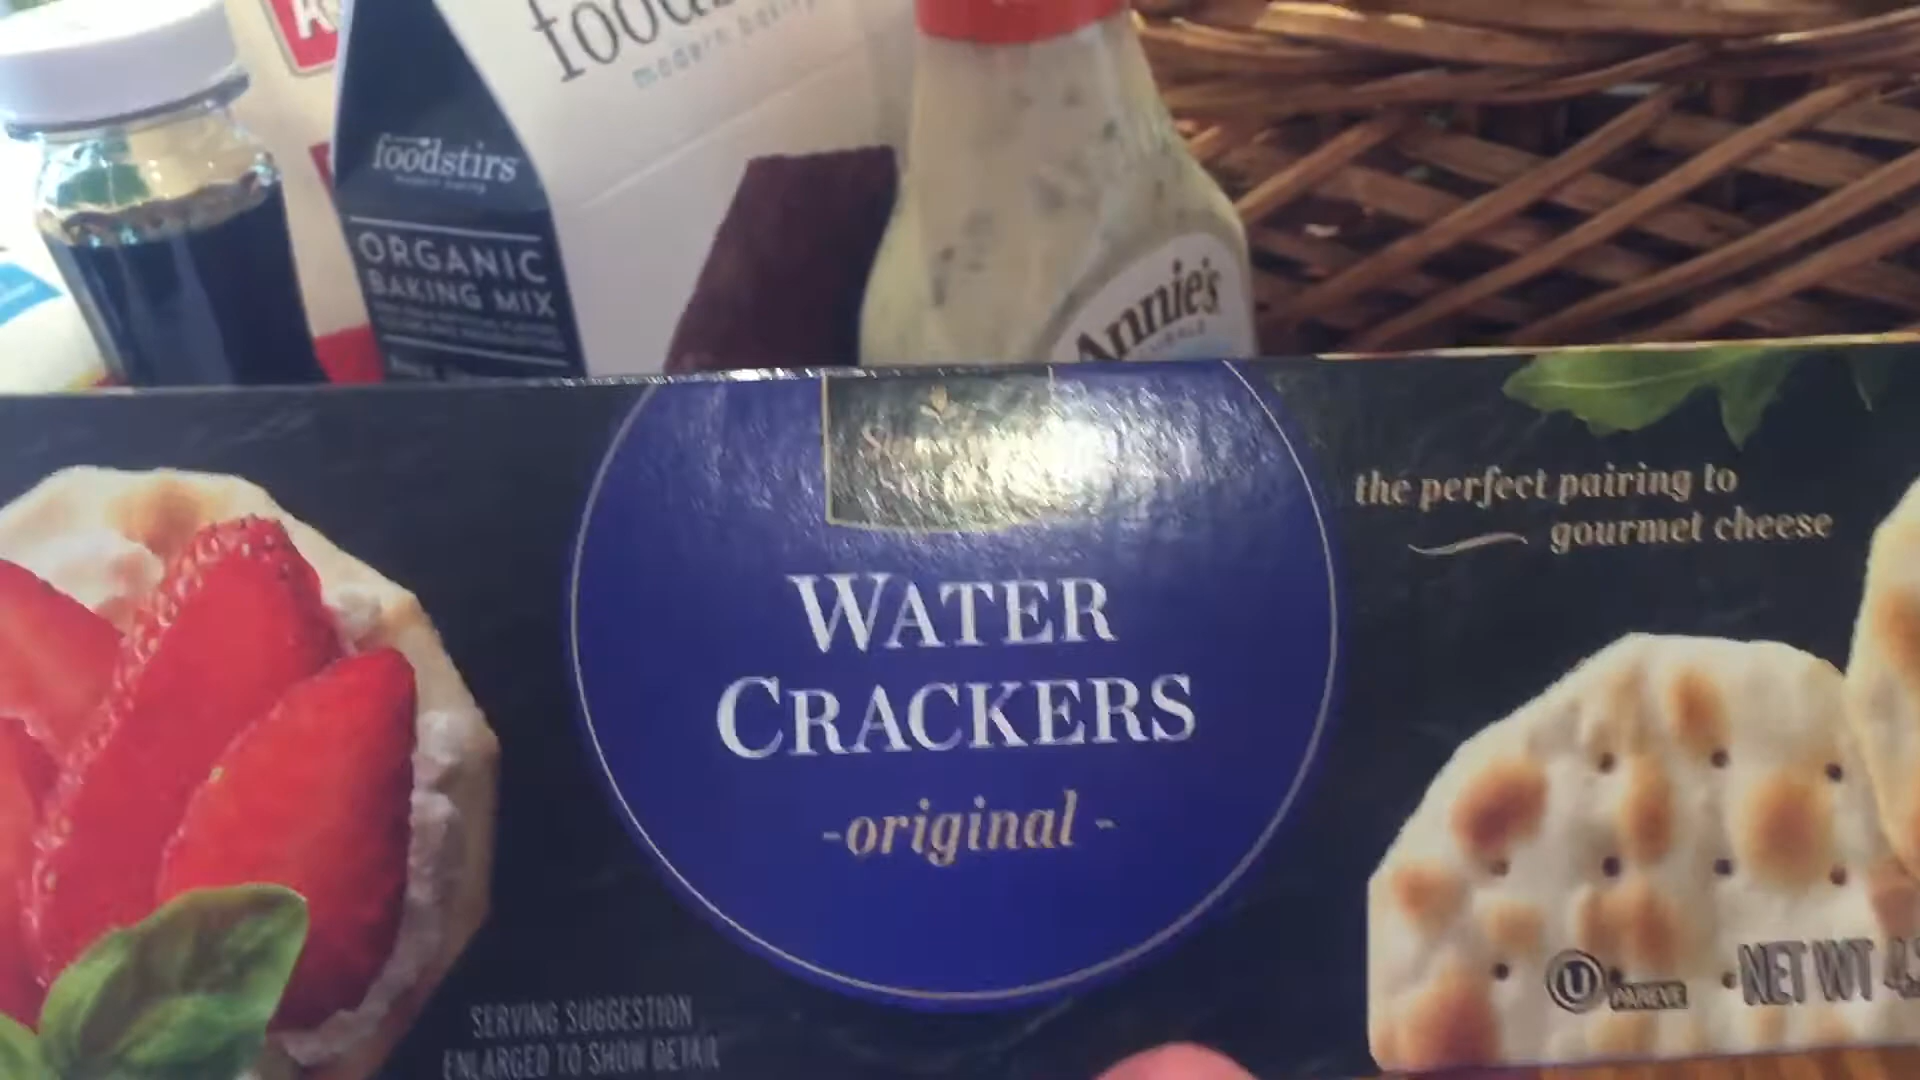 foodstirs
ORGANIC
BAKING MIX
Annie's
WATER
CRACKERS
-original-
the perfect pairing to
gourmet cheese
SERVING SUGGESTION
ENLARGED TO SHOW DETAIL
U PAREVE
NET WT